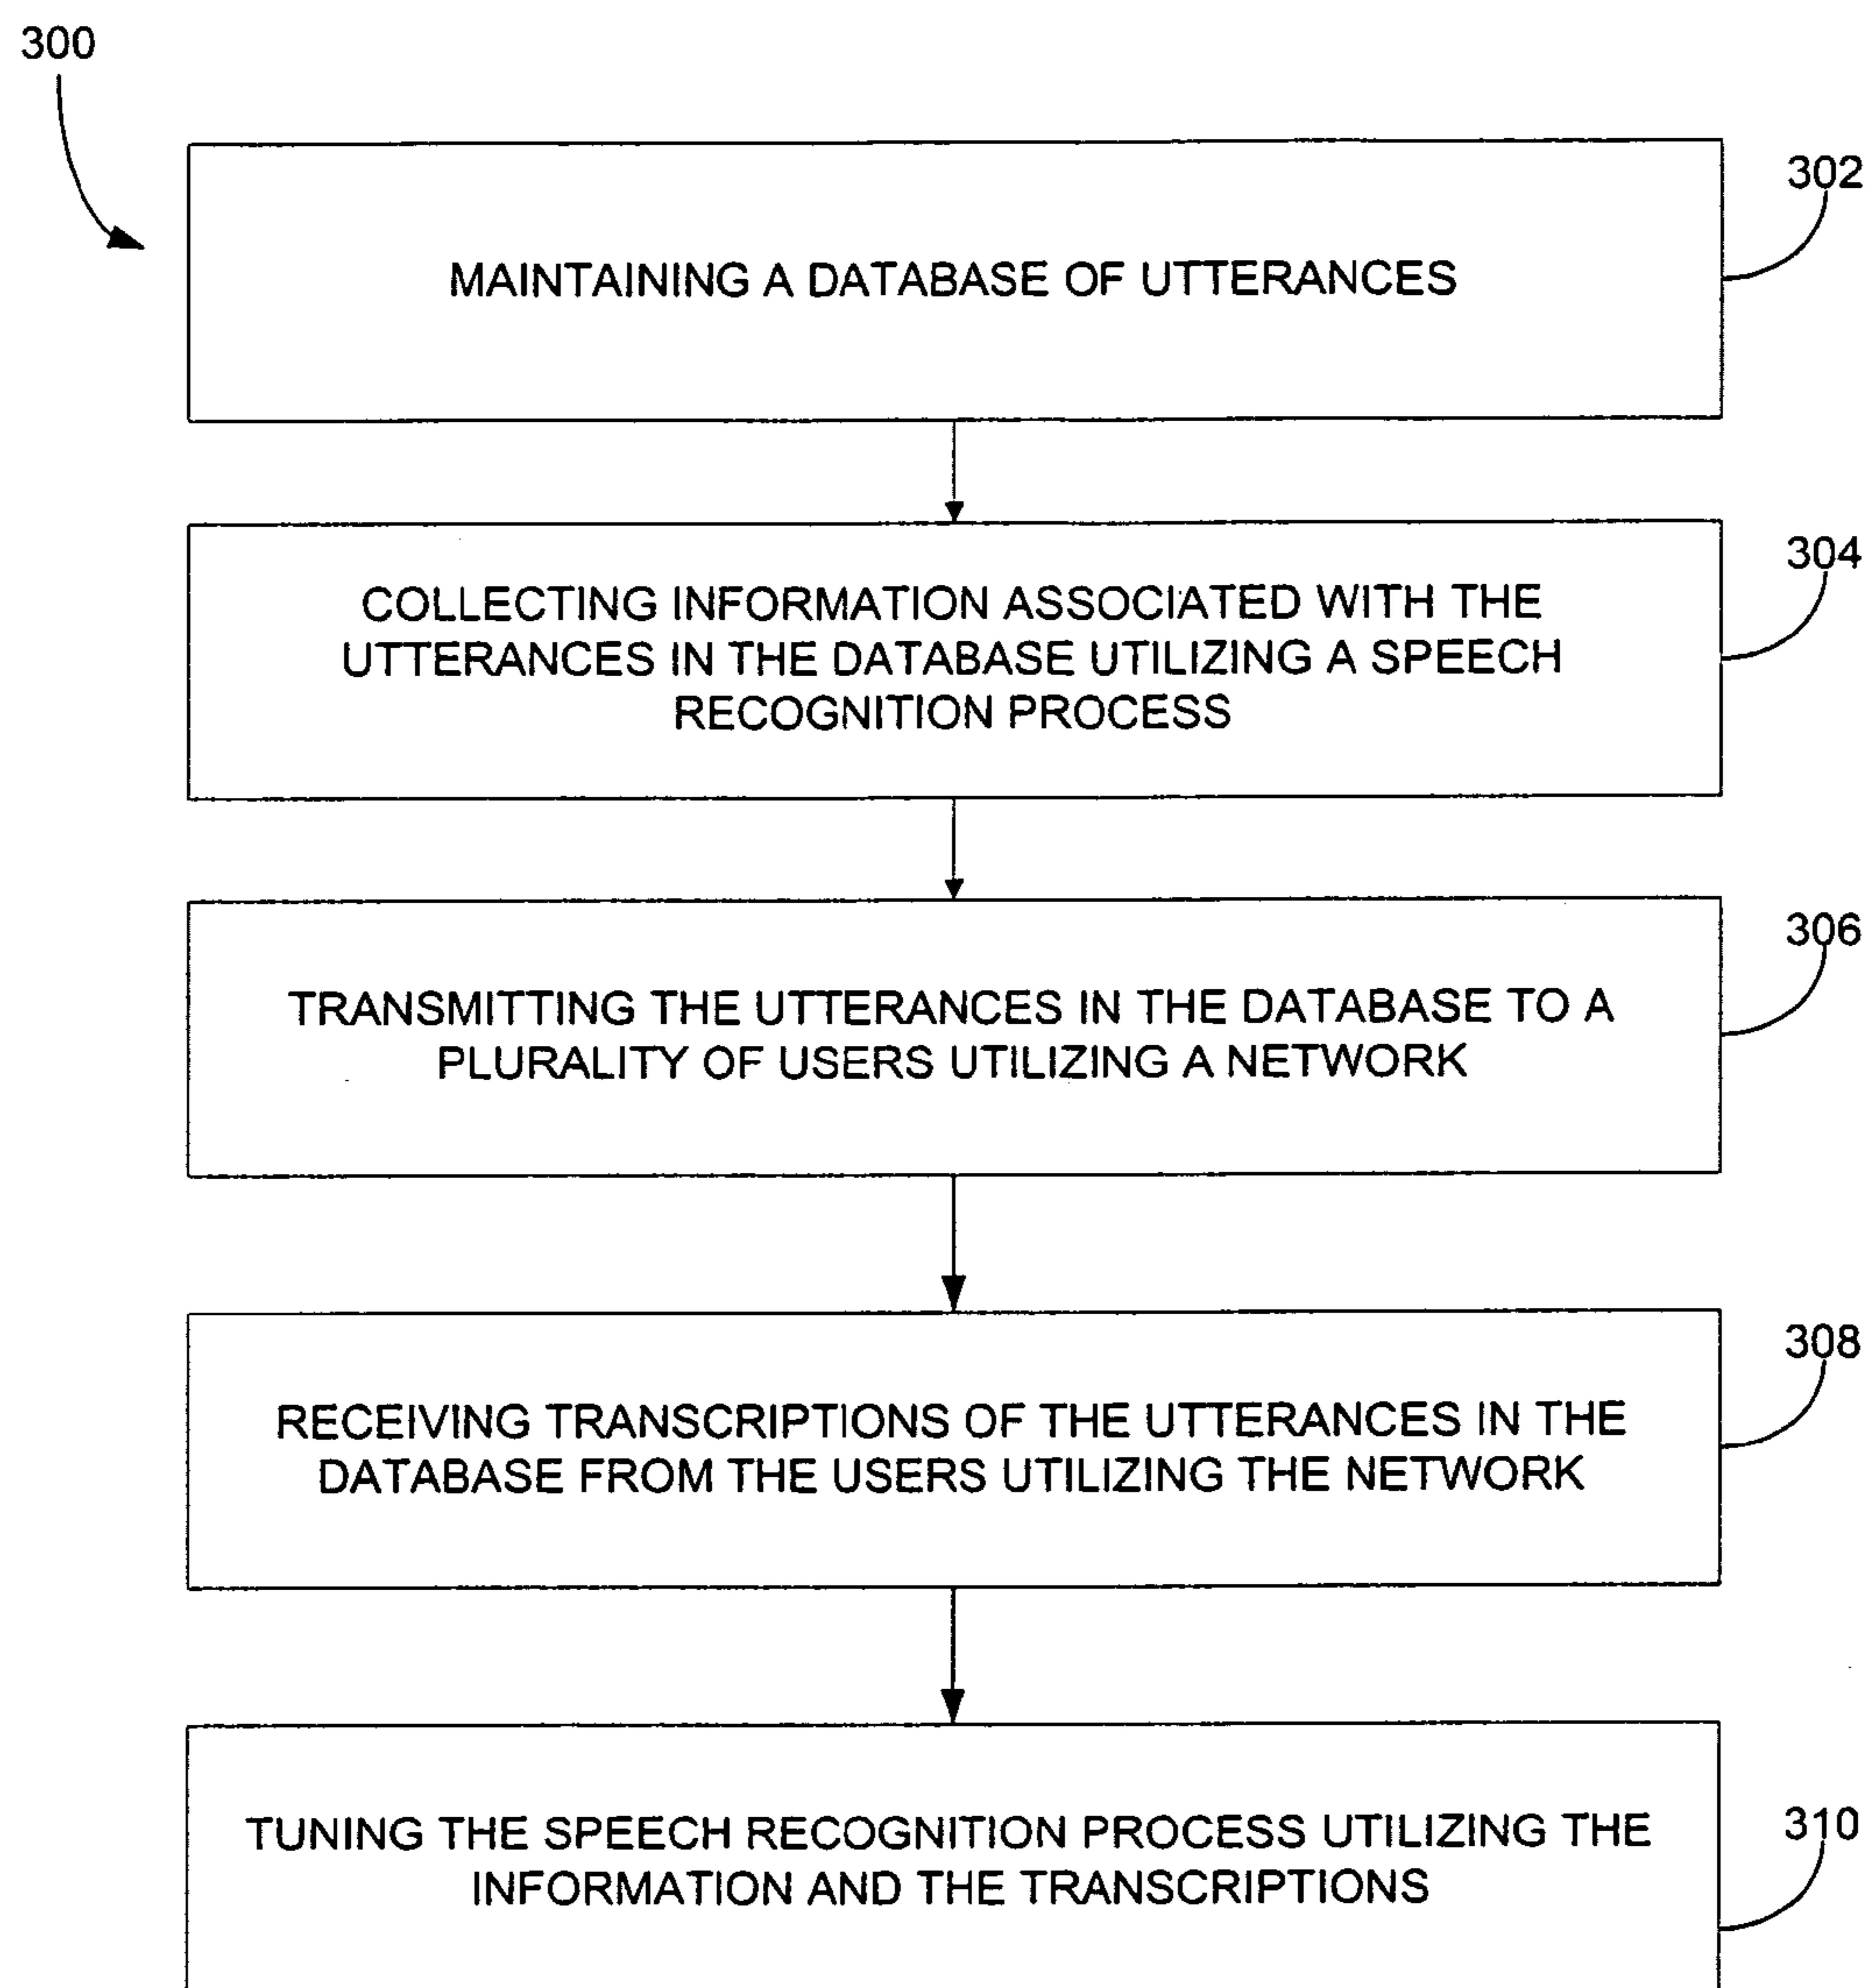 300
302
MAINTAINING A DATABASE OF UTTERANCES
304
COLLECTING INFORMATION ASSOCIATED WITH THE
UTTERANCES IN THE DATABASE UTILIZING A SPEECH
RECOGNITION PROCESS
306
TRANSMITTING THE UTTERANCES IN THE DATABASE TO A
PLURALITY OF USERS UTILIZING A NETWORK
308
RECEIVING TRANSCRIPTIONS OF THE UTTERANCES IN THE
DATABASE FROM THE USERS UTILIZING THE NETWORK
310
TUNING THE SPEECH RECOGNITION PROCESS UTILIZING THE
INFORMATION AND THE TRANSCRIPTIONS